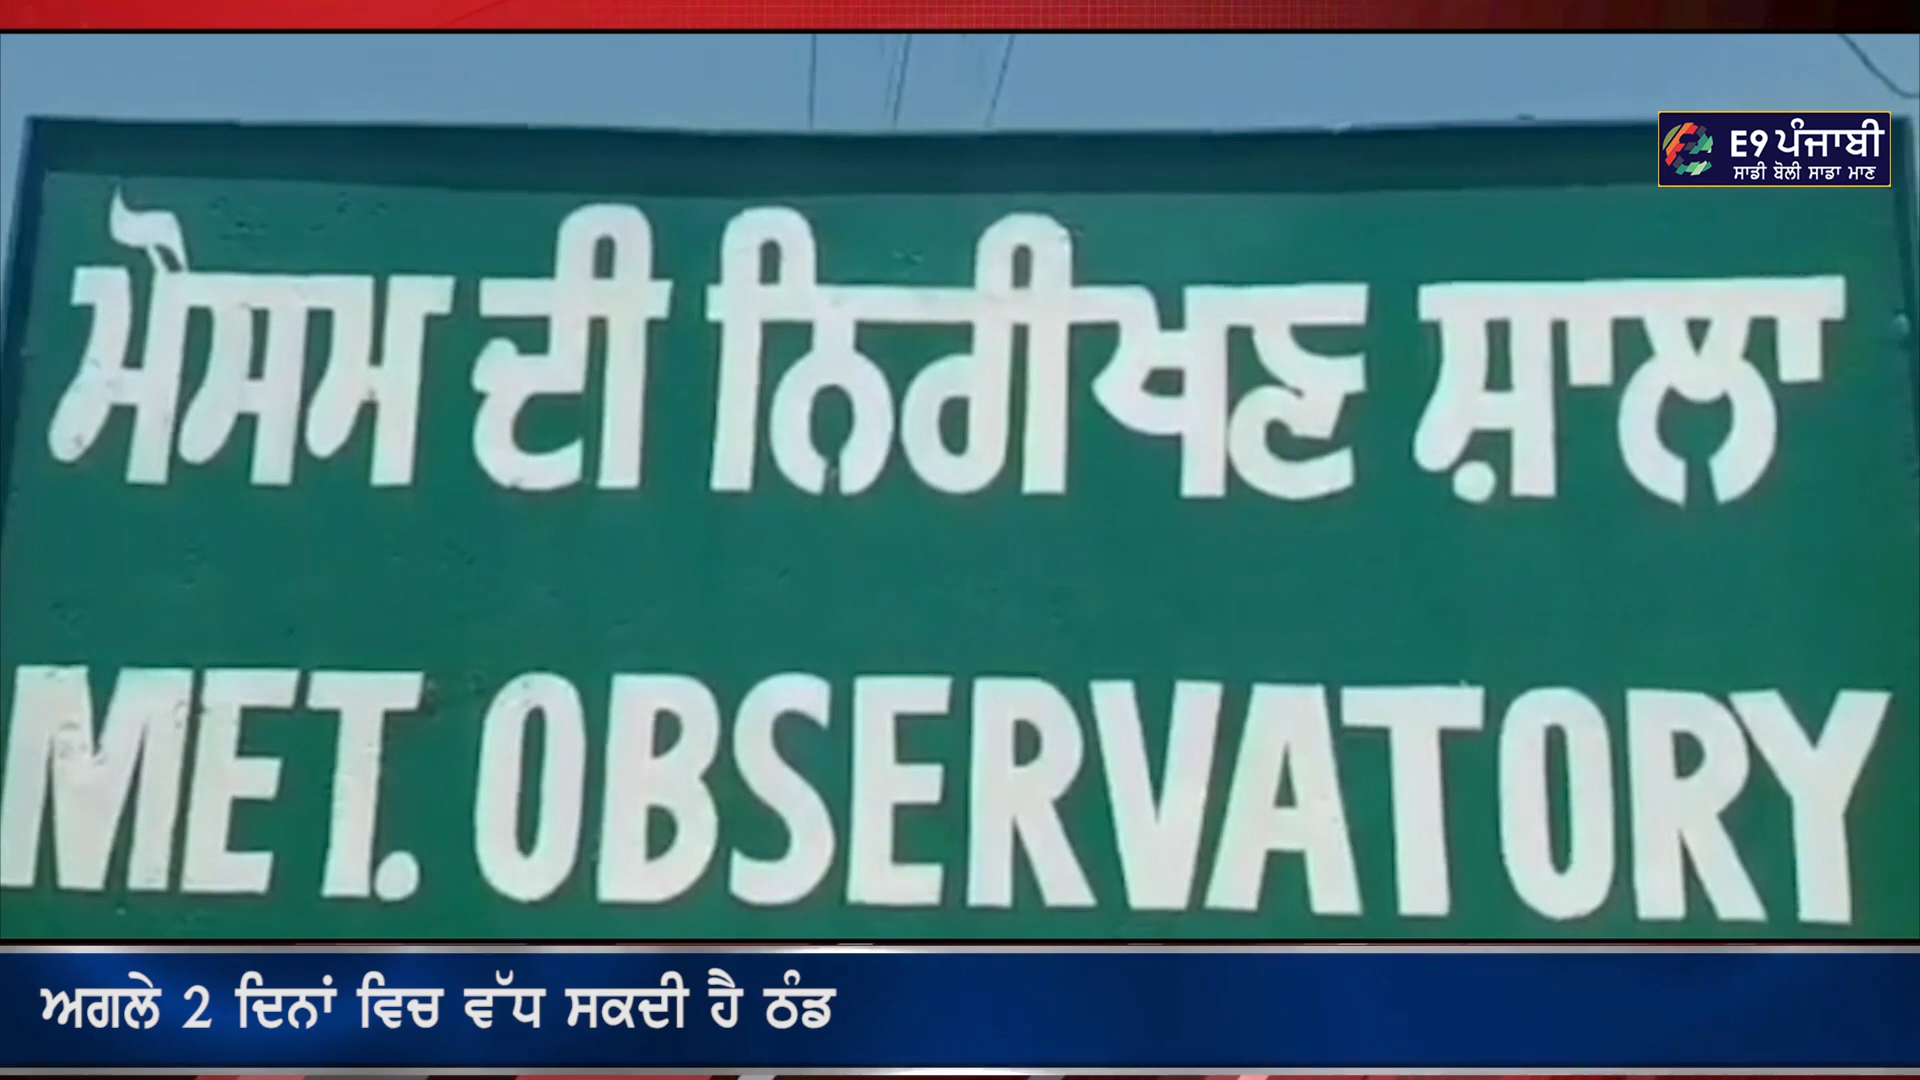 E9 ਪੰਜਾਬੀ
ਸਾਡੀ ਬੋਲੀ ਸਾਡਾ ਮਾਣ
ਮੌਸਮ ਦੀ ਨਿਰੀਖਣ ਸ਼ਾਲਾ
MET. OBSERVATORY
ਅਗਲੇ 2 ਦਿਨਾਂ ਵਿਚ ਵੱਧ ਸਕਦੀ ਹੈ ਠੰਡ